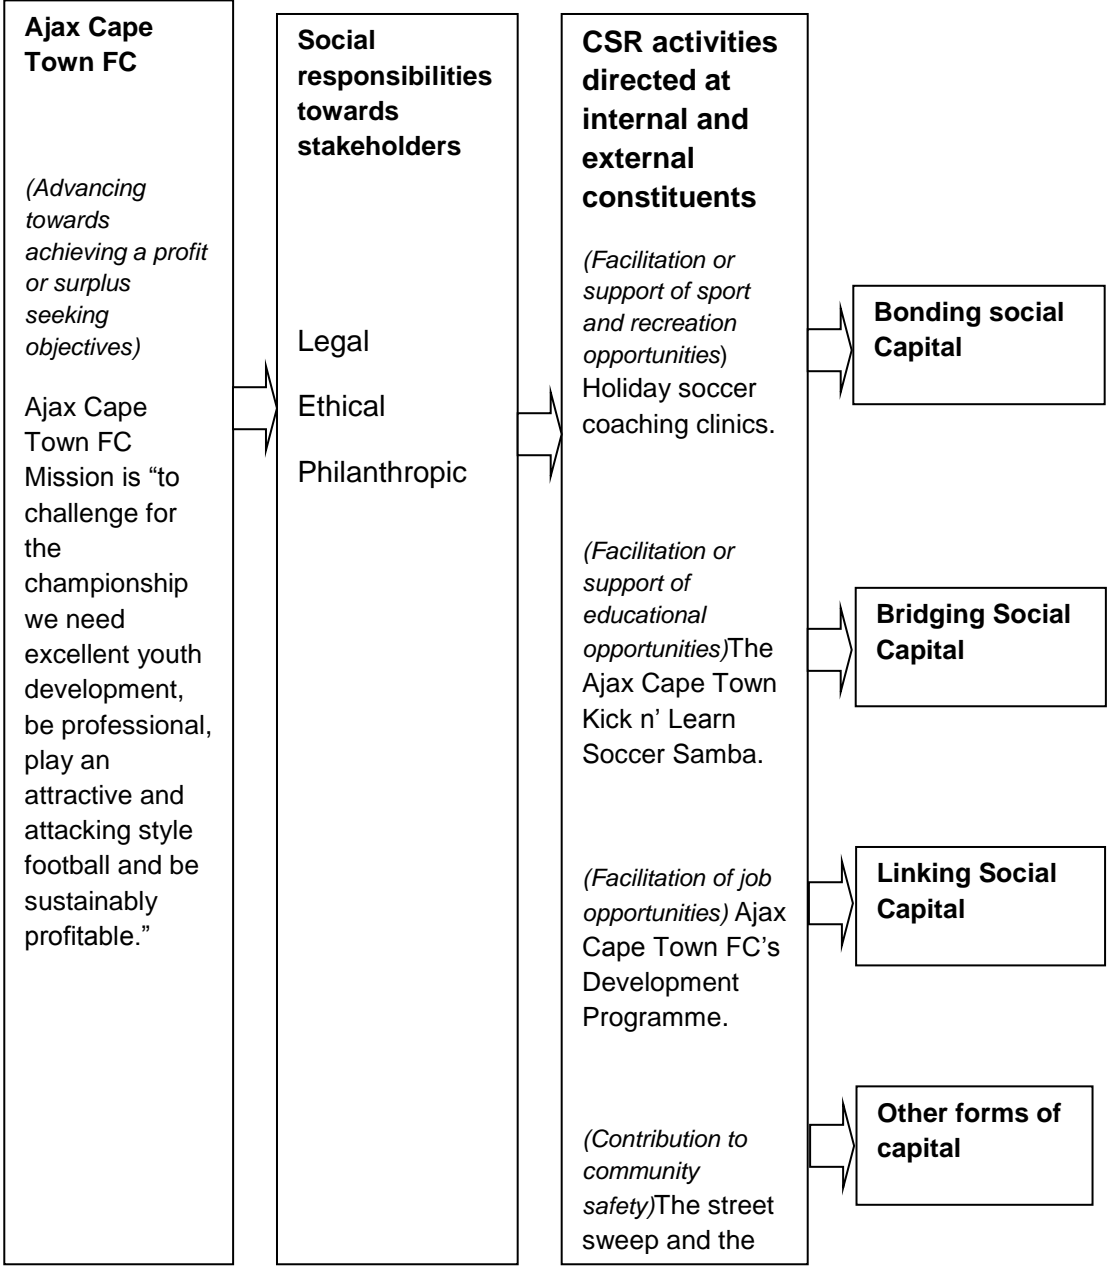 Ajax Cape
Town FC
(Advancing
towards
achieving a profit
or surplus
seeking
objectives)
Ajax Cape
Town FC
Mission is “to
challenge for
the
championship
we need
excellent youth
development,
be professional,
play an
attractive and
attacking style
football and be
sustainably
profitable.”
Social
responsibilities
towards
stakeholders
Legal
Ethical
Philanthropic
CSR activities
directed at
internal and
external
constituents
(Facilitation or
support of sport
and recreation
opportunities)
Holiday soccer
coaching clinics.
(Facilitation or
support of
educational
opportunities)The
Ajax Cape Town
Kick n’ Learn
Soccer Samba.
(Facilitation of job
opportunities) Ajax
Cape Town FC’s
Development
Programme.
(Contribution to
community
safety)The street
sweep and the
Bonding social
Capital
Bridging Social
Capital
Linking Social
Capital
Other forms of
capital